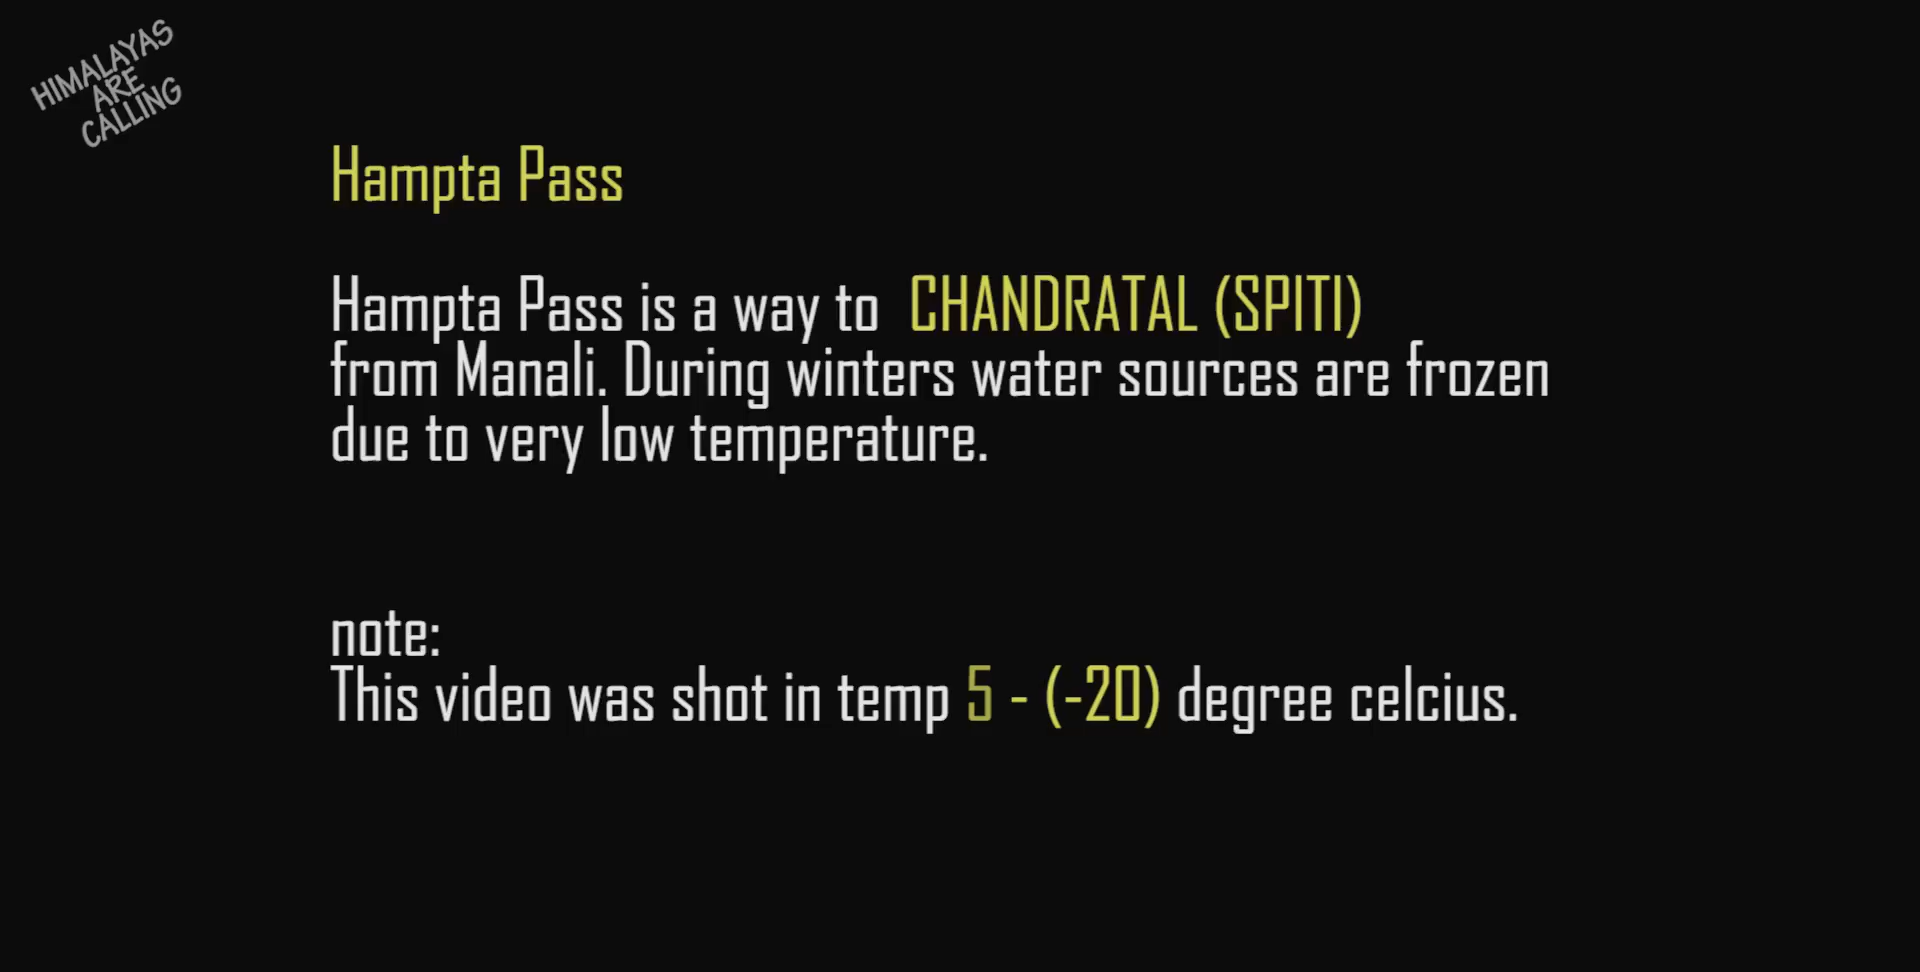 HIMALAYAS
ARE
CALLING
Hampta Pass
Hampta Pass is a way to CHANDRATAL (SPITI)
from Manali. During winters water sources are frozen
due to very low temperature.
note:
This video was shot in temp 5 - (-20) degree celcius.